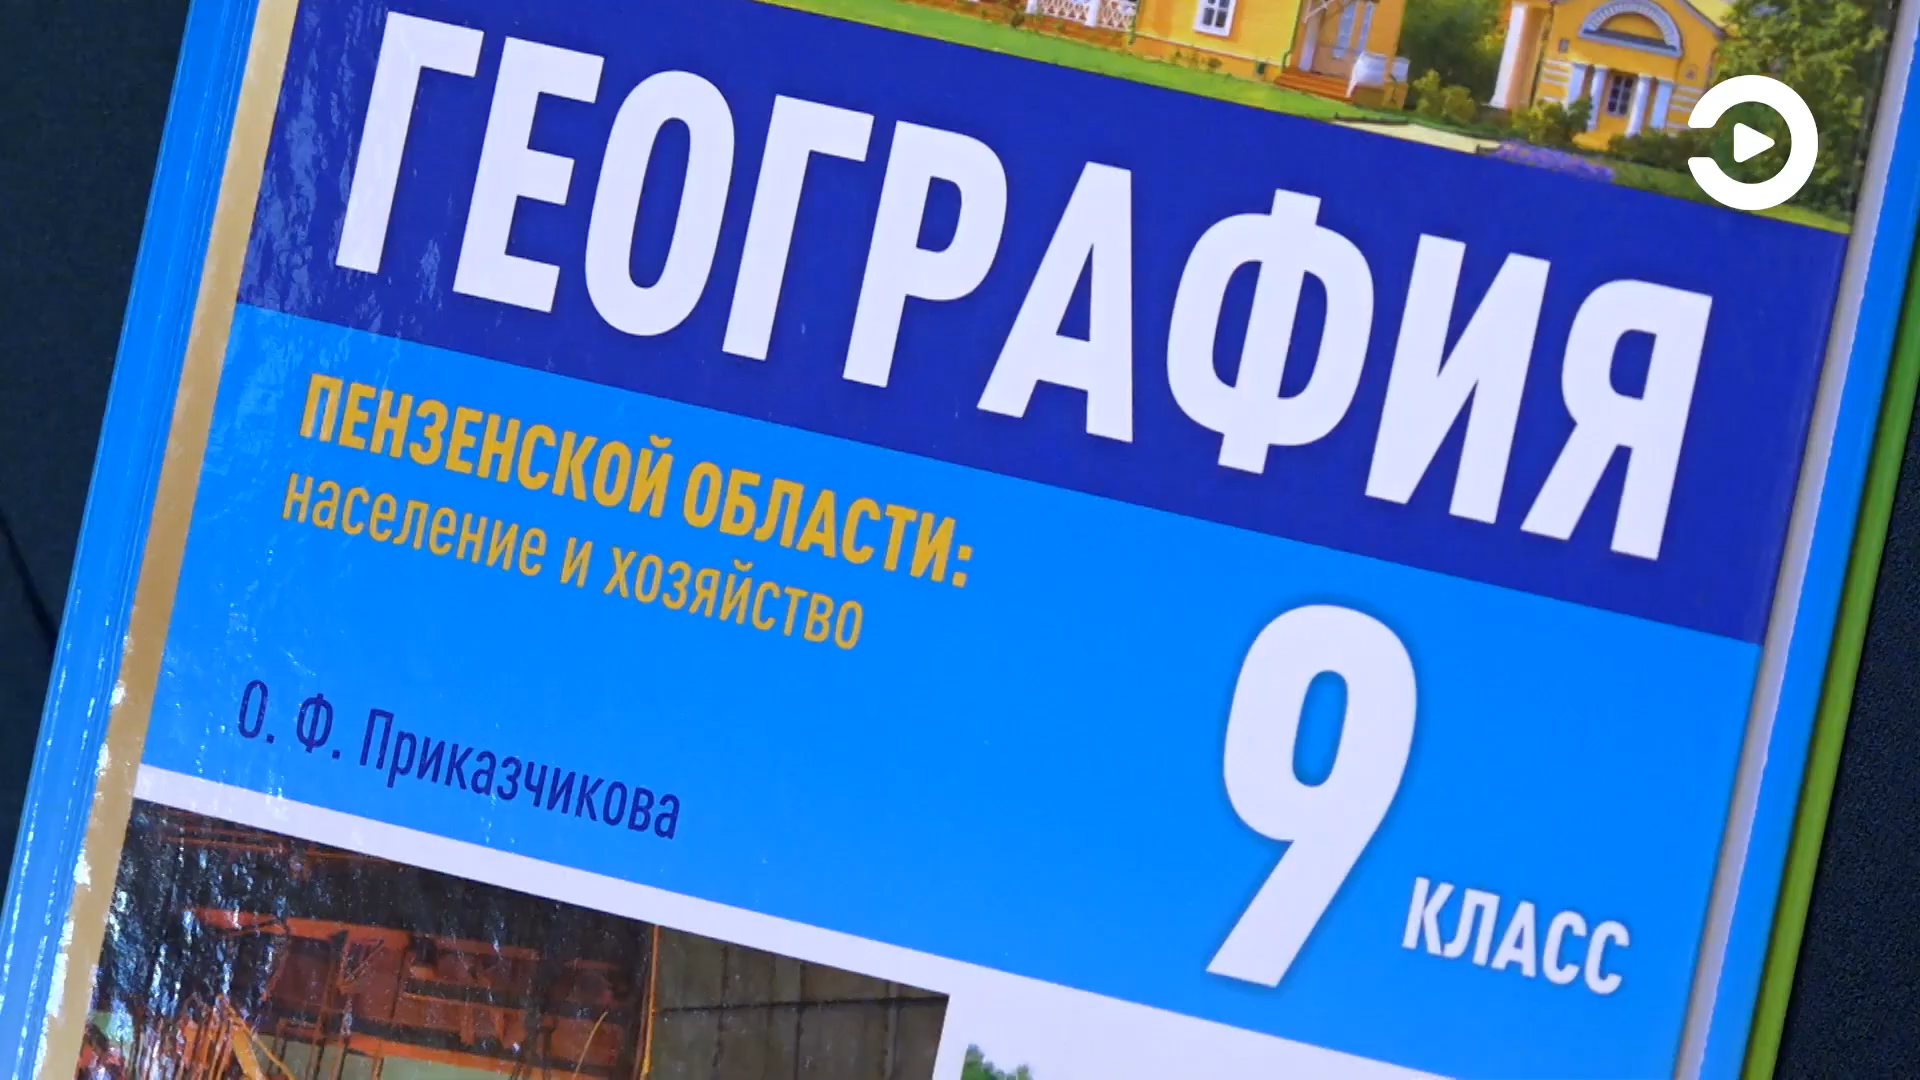 ГЕОГРАФИЯ
ПЕНЗЕНСКОЙ ОБЛАСТИ:
население и хозяйство
О. Ф. Приказчикова
9 КЛАСС